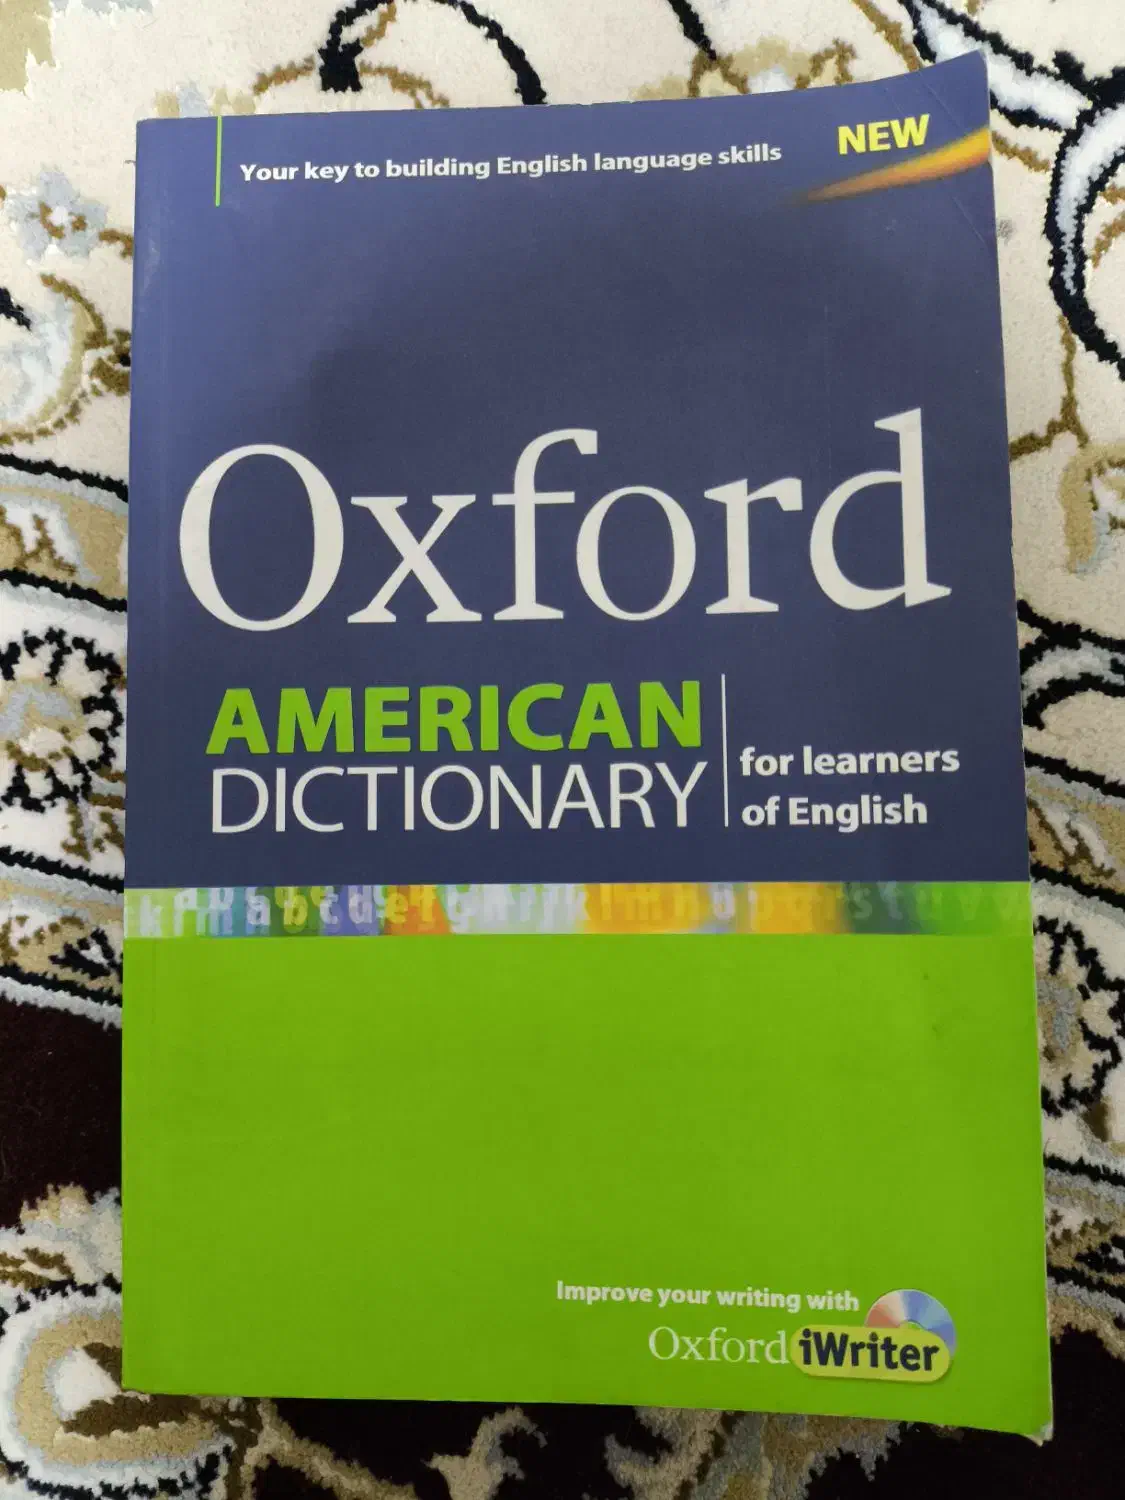 Your key to building English language skills
NEW
Oxford
AMERICAN
DICTIONARY
for learners
of English
Improve your writing with
Oxford iWriter